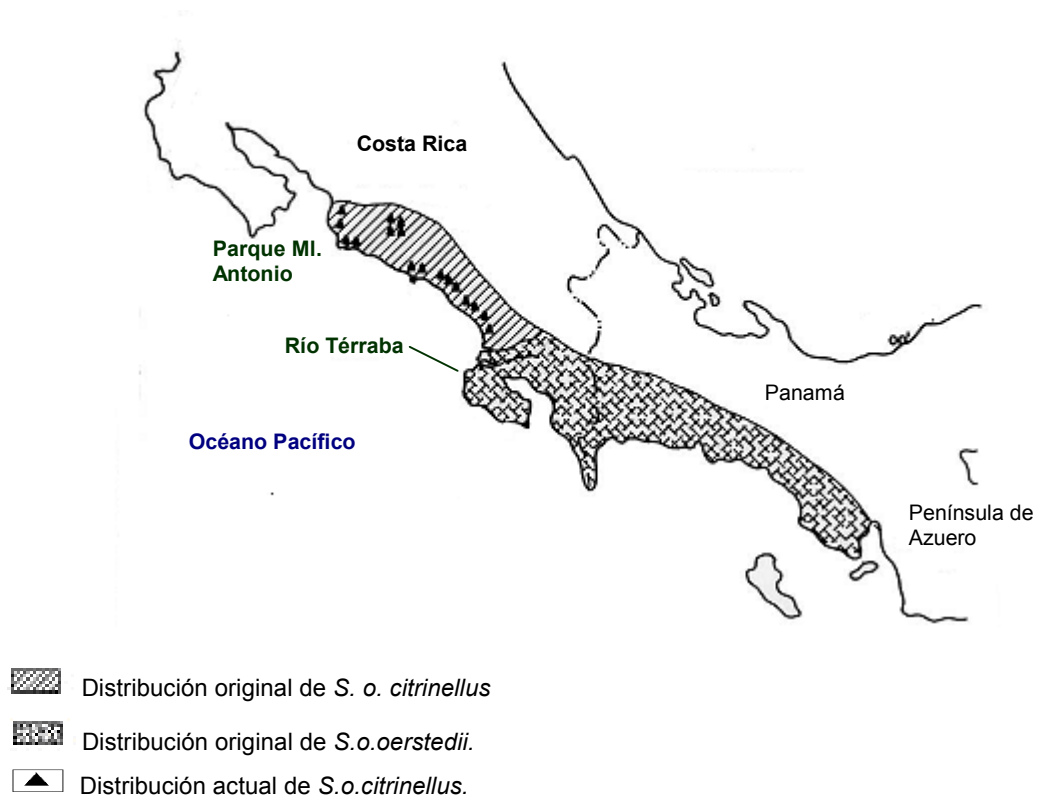 Costa Rica
Parque Ml.
Antonio
Río Térraba
Panamá
Océano Pacífico
Península de
Azuero
Distribución original de S. o. citrinellus
Distribución original de S.o.oerstedii.
Distribución actual de S.o.citrinellus.